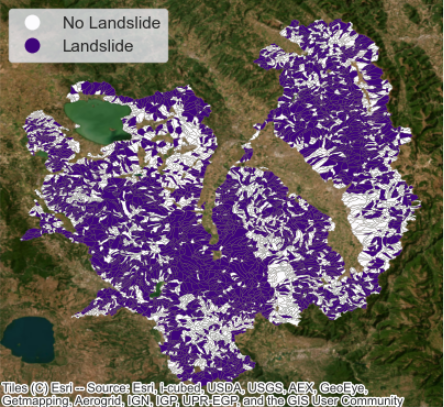 No Landslide
Landslide
Tiles (C) Esri -- Source: Esri, i-cubed, USDA, USGS, AEX, GeoEye,
Getmapping, Aerogrid, IGN, IGP, UPR-EGP, and the GIS User Community